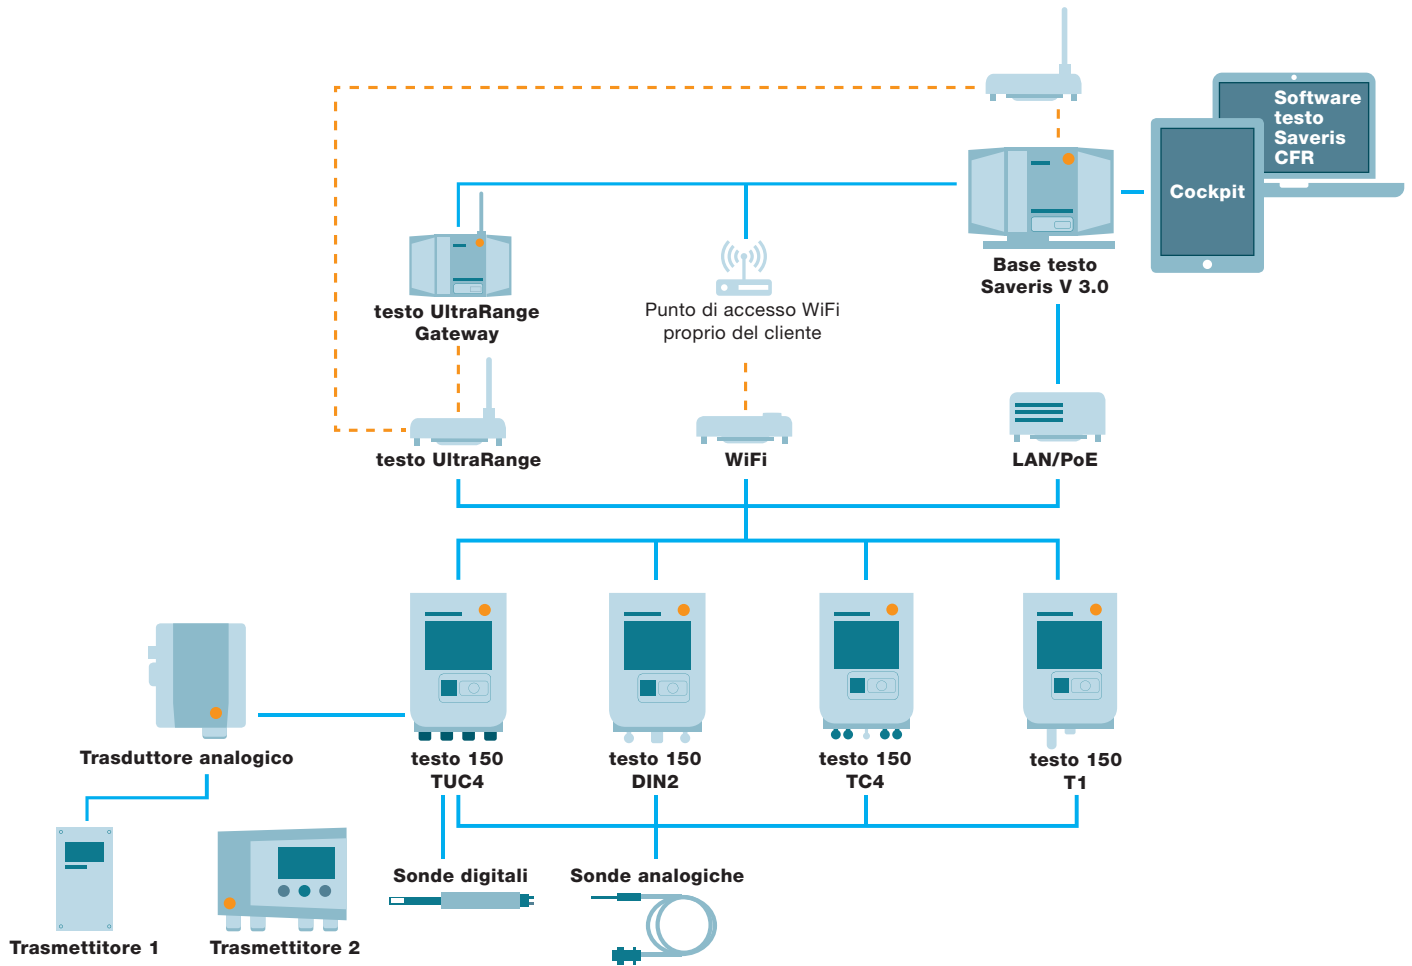 Software
testo
Saveris
CFR
Cockpit
Base testo
Saveris V 3.0
testo UltraRange
Gateway
Punto di accesso WiFi
proprio del cliente
testo UltraRange
WiFi
LAN/PoE
Trasduttore analogico
testo 150
TUC4
testo 150
DIN2
testo 150
TC4
testo 150
T1
Sonde digitali
Sonde analogiche
Trasmettitore 1
Trasmettitore 2